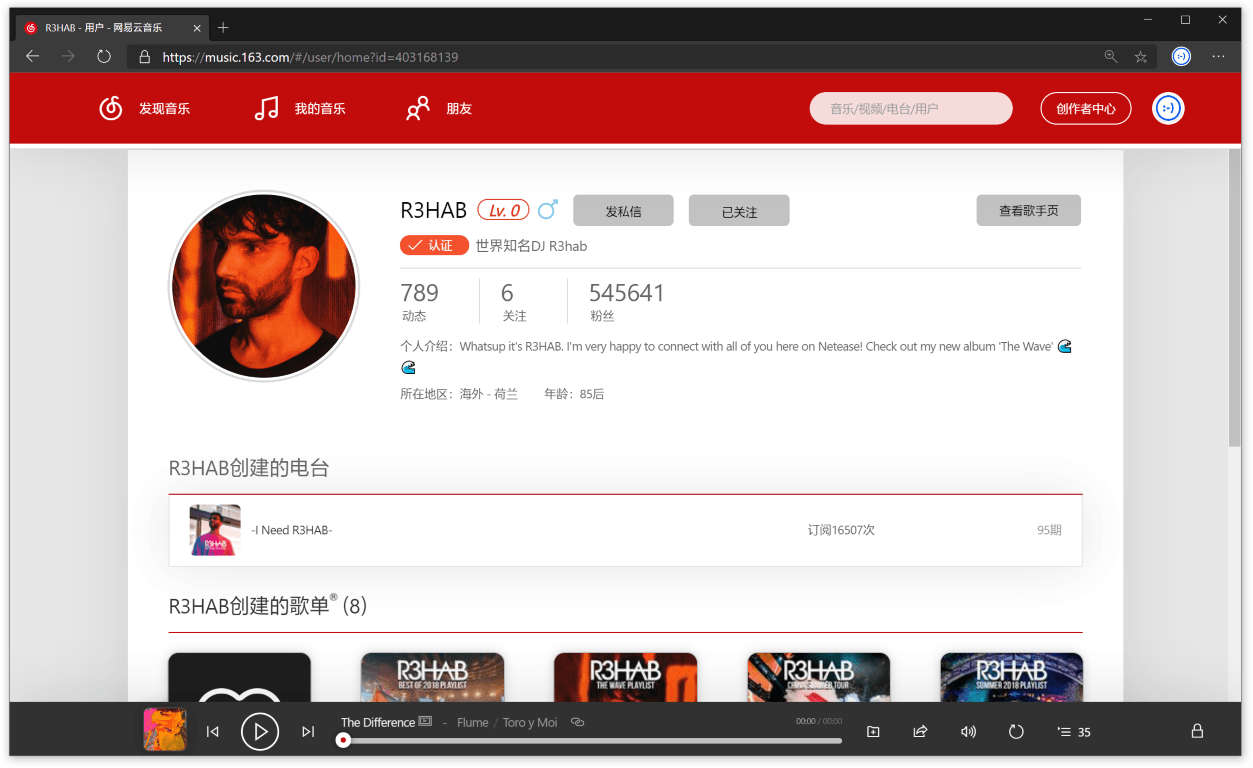 R3HAB - 用户 - 网易云音乐
https://music.163.com/#/user/home?id=403168139
发现音乐
我的音乐
朋友
音乐/视频/电台/用户
创作者中心
:-)
R3HAB Lv. 0 发私信 已关注 查看歌手页
认证 世界知名DJ R3hab
789 6 545641
动态 关注 粉丝
个人介绍：Whatsup it's R3HAB. I'm very happy to connect with all of you here on Netease! Check out my new album 'The Wave' 🌊
🌊
所在地区：海外 - 荷兰 年龄：85后
R3HAB创建的电台
R3HAB
-I Need R3HAB- 订阅16507次 95期
R3HAB创建的歌单® (8)
R3HAB
BEST OF 2018 PLAYLIST
R3HAB
THE WAVE PLAYLIST
R3HAB
R3HAB
SUMMER 2018 PLAYLIST
The Difference - Flume / Toro y Moi
00:00 / 00:00
35